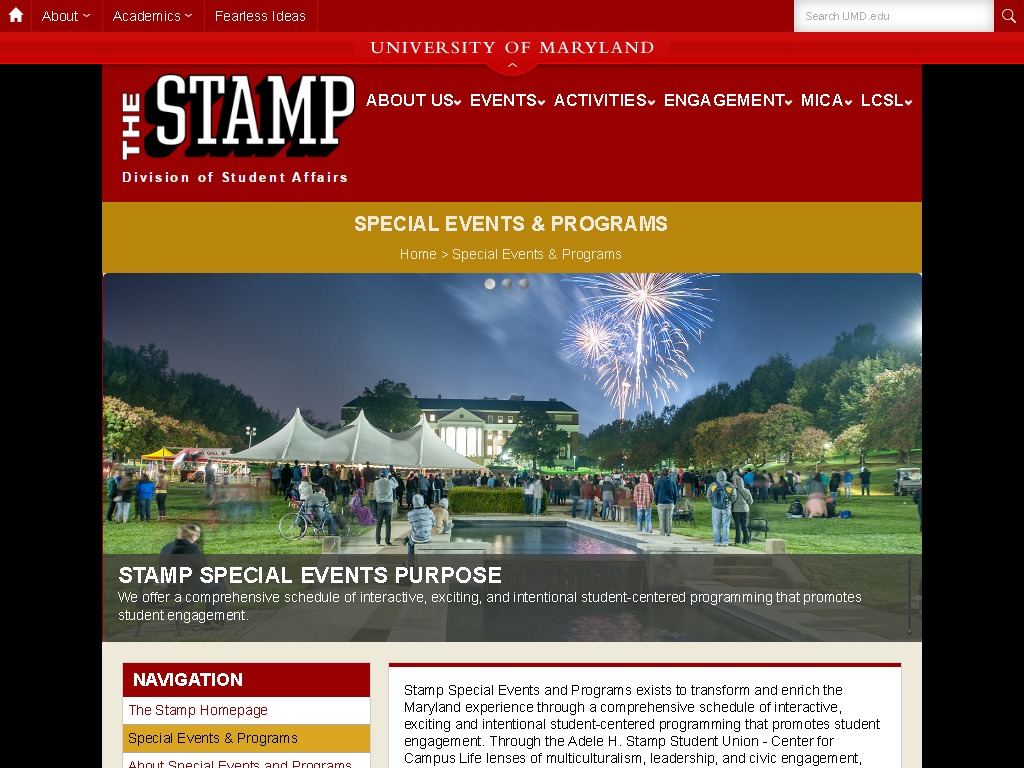 About
Academics
Fearless Ideas
Search UMD.edu
UNIVERSITY OF MARYLAND
THE STAMP
Division of Student Affairs
ABOUT US EVENTS ACTIVITIES ENGAGEMENT MICA LCSL
SPECIAL EVENTS & PROGRAMS
Home > Special Events & Programs
STAMP SPECIAL EVENTS PURPOSE
We offer a comprehensive schedule of interactive, exciting, and intentional student-centered programming that promotes
student engagement.
NAVIGATION
The Stamp Homepage
Special Events & Programs
About Special Events and Programs
Stamp Special Events and Programs exists to transform and enrich the
Maryland experience through a comprehensive schedule of interactive,
exciting and intentional student-centered programming that promotes student
engagement. Through the Adele H. Stamp Student Union - Center for
Campus Life lenses of multiculturalism, leadership, and civic engagement,